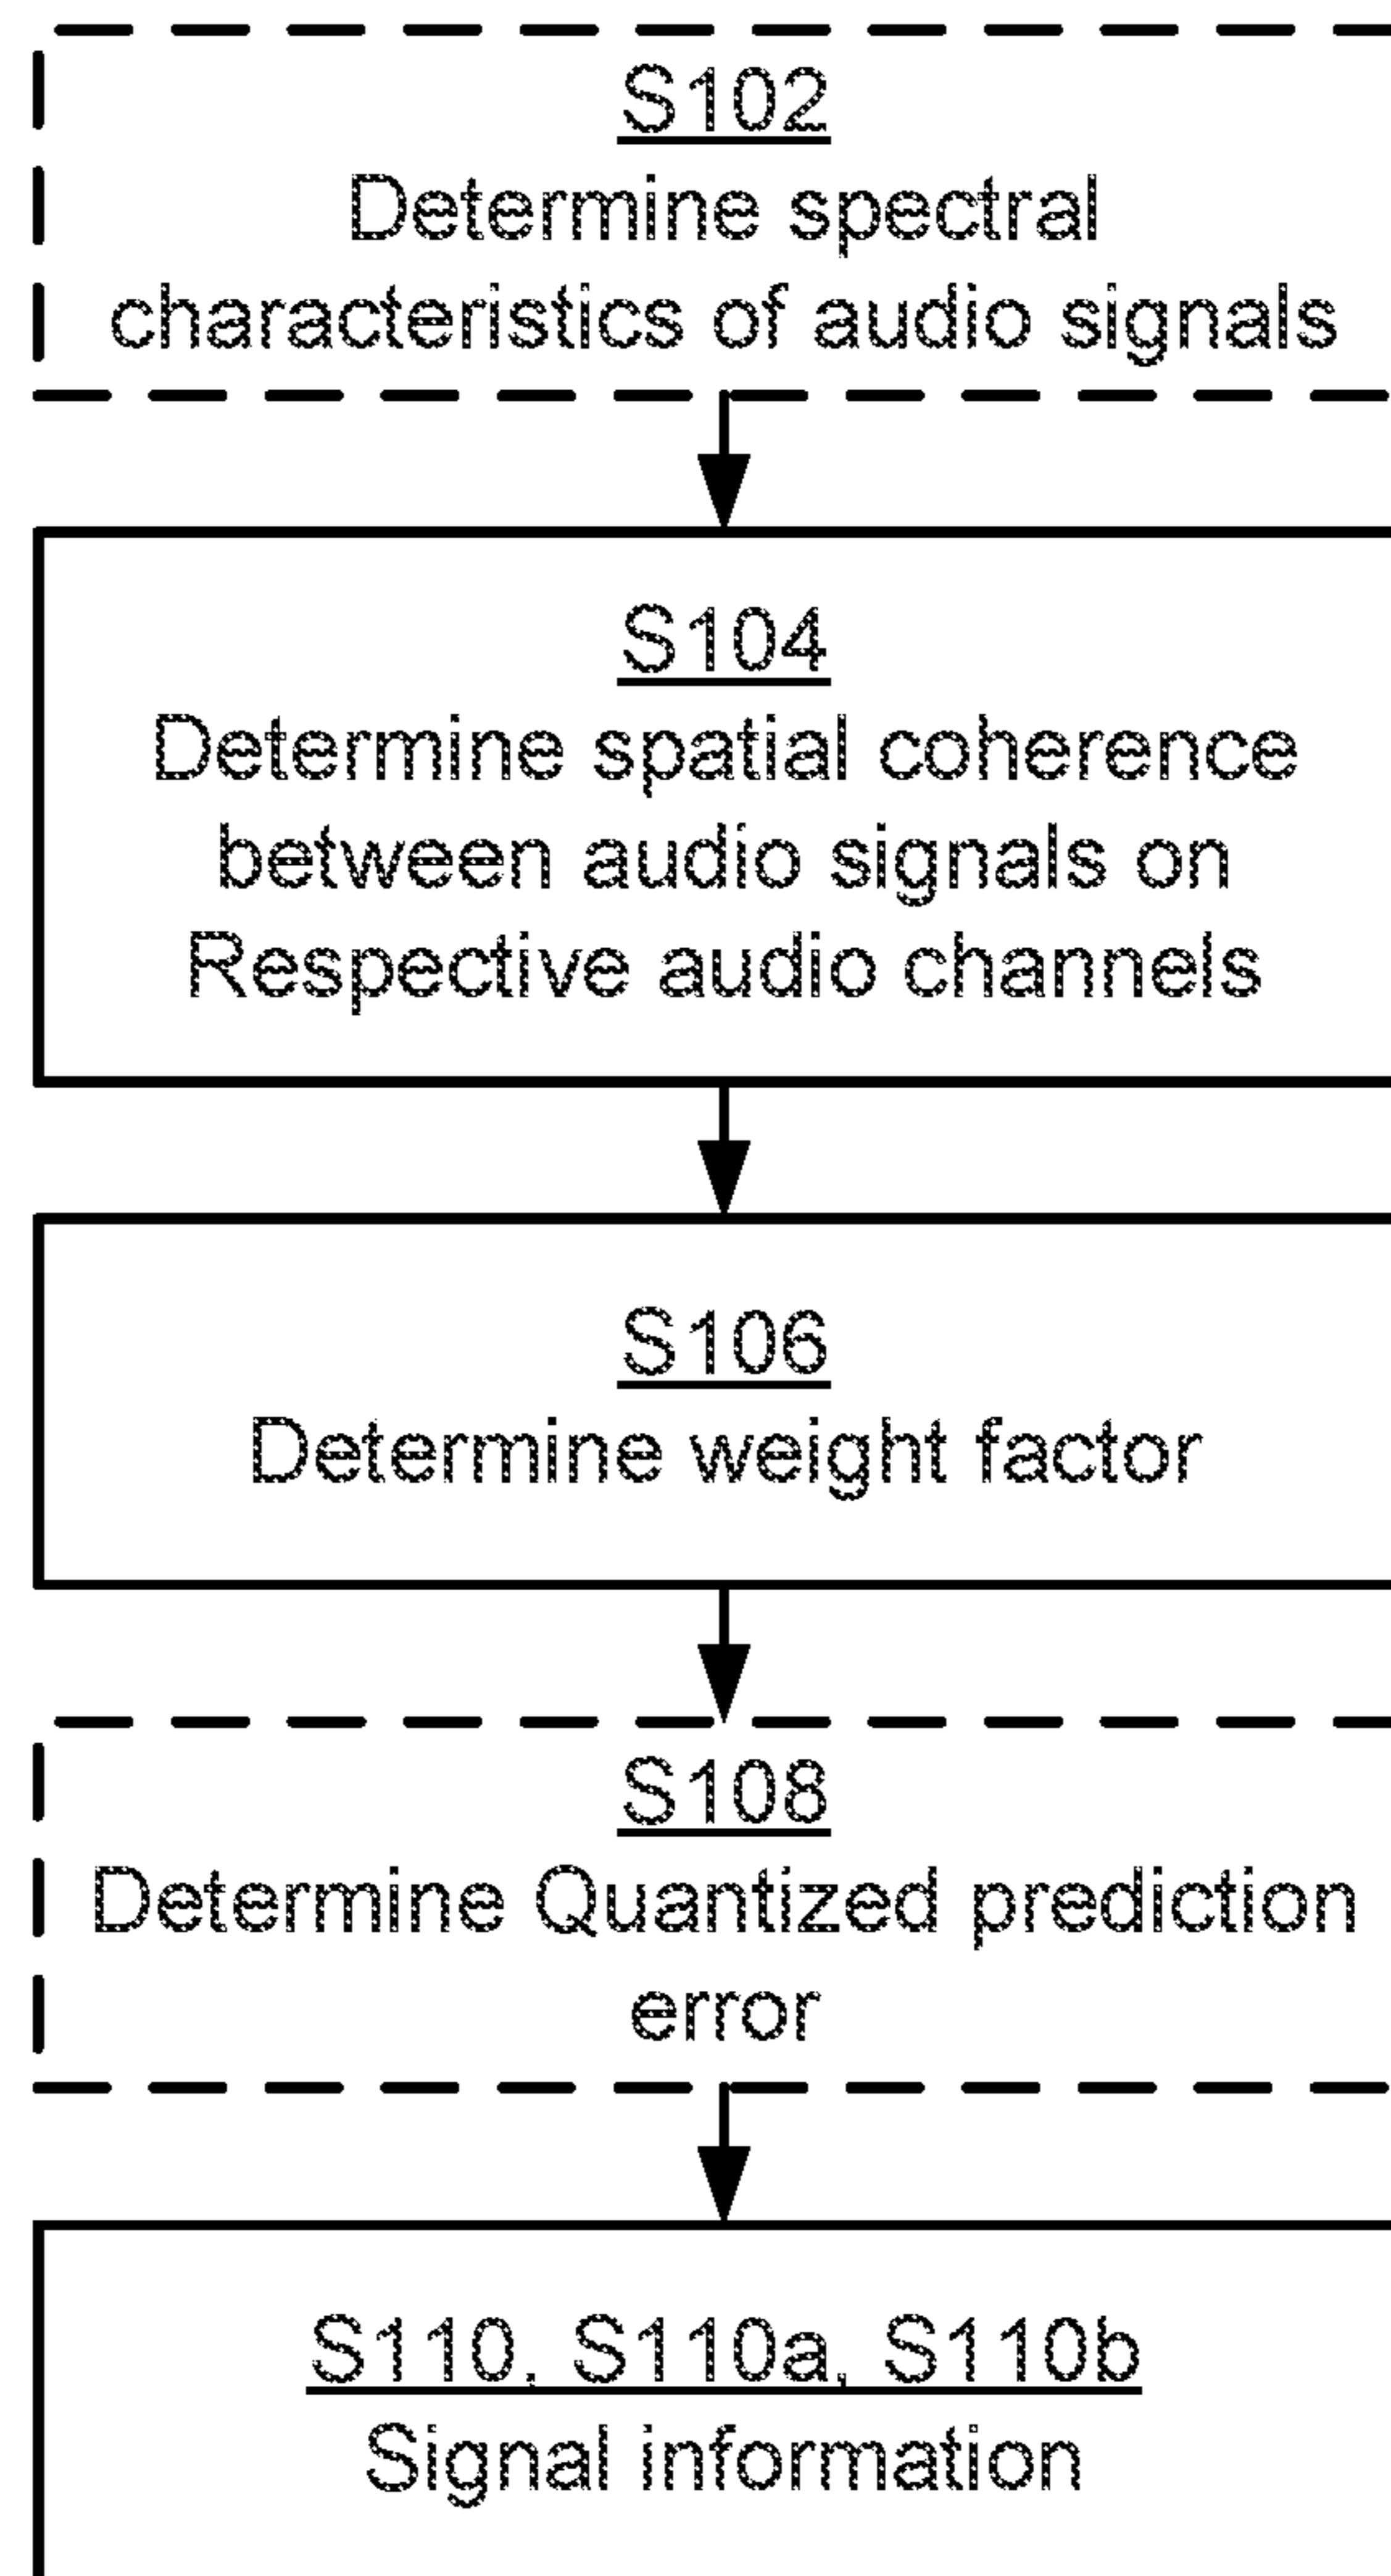 S102
Determine spectral
characteristics of audio signals
S104
Determine spatial coherence
between audio signals on
Respective audio channels
S106
Determine weight factor
S108
Determine Quantized prediction
error
S110, S110a, S110b
Signal information